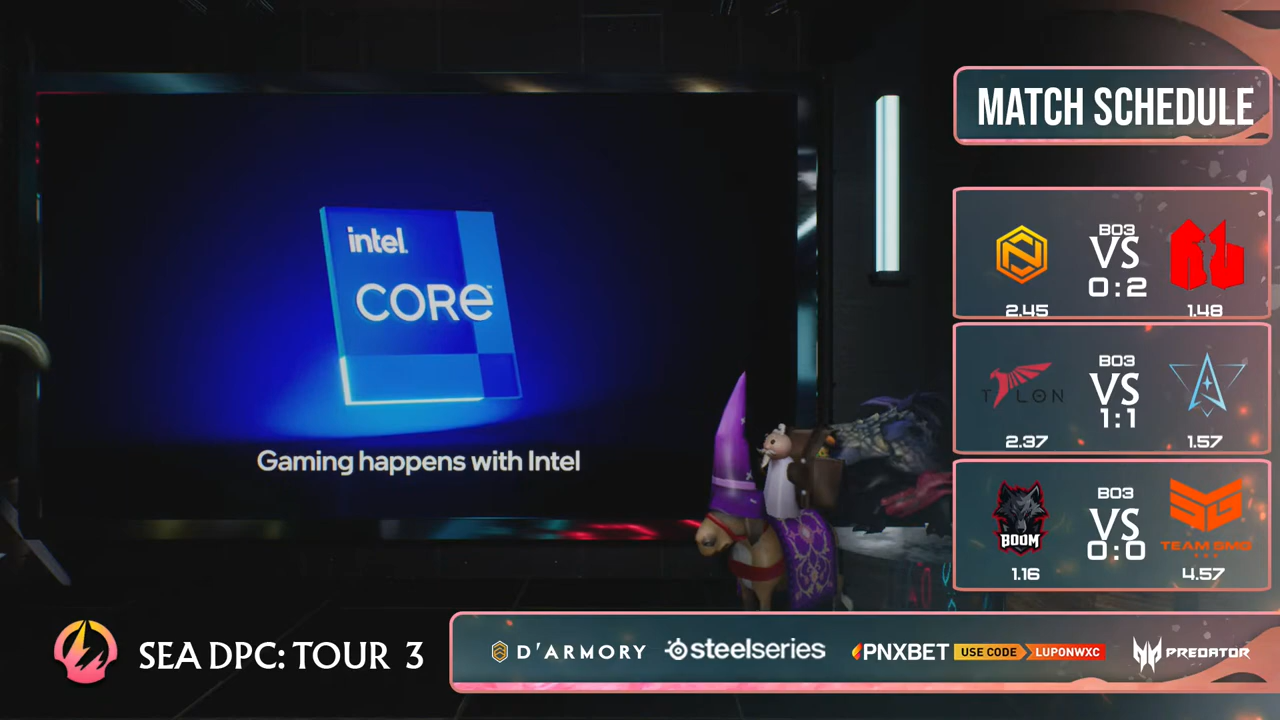 intel.
CORE™
Gaming happens with Intel
MATCH SCHEDULE
BO3
VS
0:2
2.45
1.48
TALON
BO3
VS
1:1
2.37
1.57
BOOM
BO3
VS
0:0
TEAM SMG
1.16
4.57
SEA DPC: TOUR 3
D'ARMORY
steelseries
PNXBET USE CODE LUPONWXC
PREDATOR